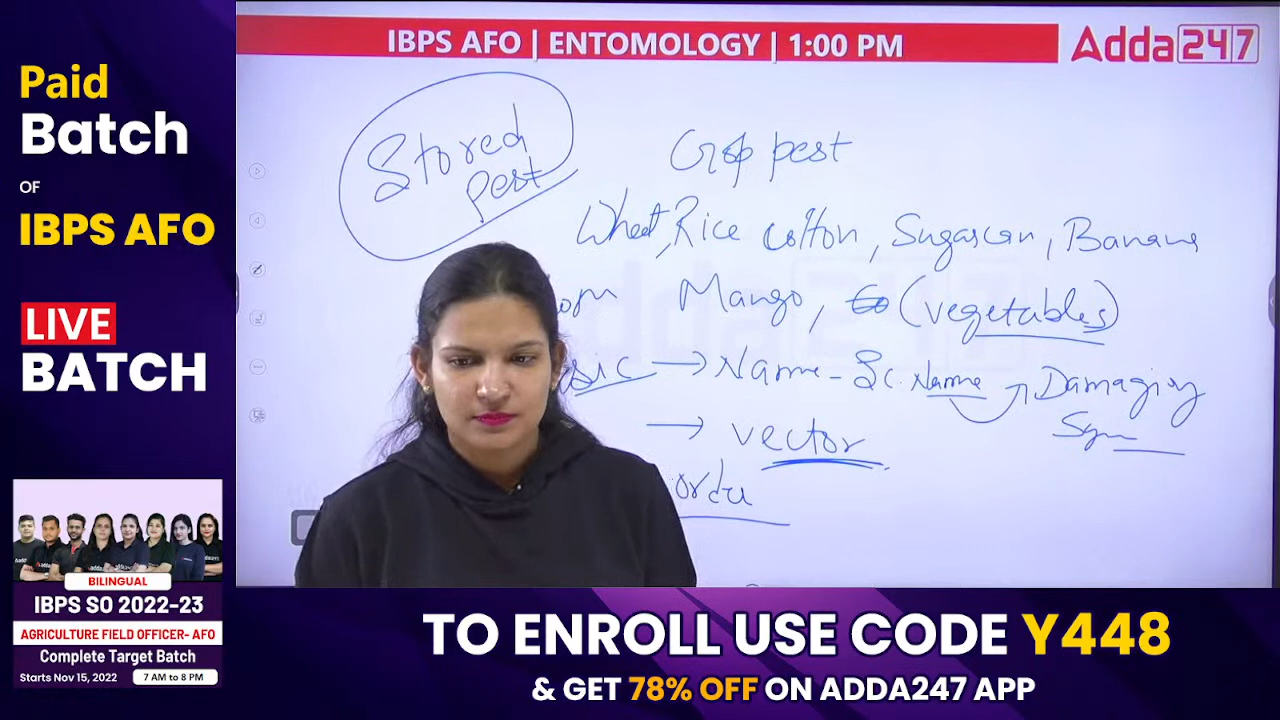 Paid
Batch
OF
IBPS AFO
LIVE
BATCH
BILINGUAL
IBPS SO 2022-23
AGRICULTURE FIELD OFFICER- AFO
Complete Target Batch
Starts Nov 15, 2022 7 AM to 8 PM
IBPS AFO | ENTOMOLOGY | 1:00 PM
Adda247
Stored
pest
Crop pest
Wheat, Rice cotton, Sugarcan, Banana
Mango, (vegetables)
sic → Name - Sc. Name Damaging
Sym
→ vector
order
TO ENROLL USE CODE Y448
& GET 78% OFF ON ADDA247 APP